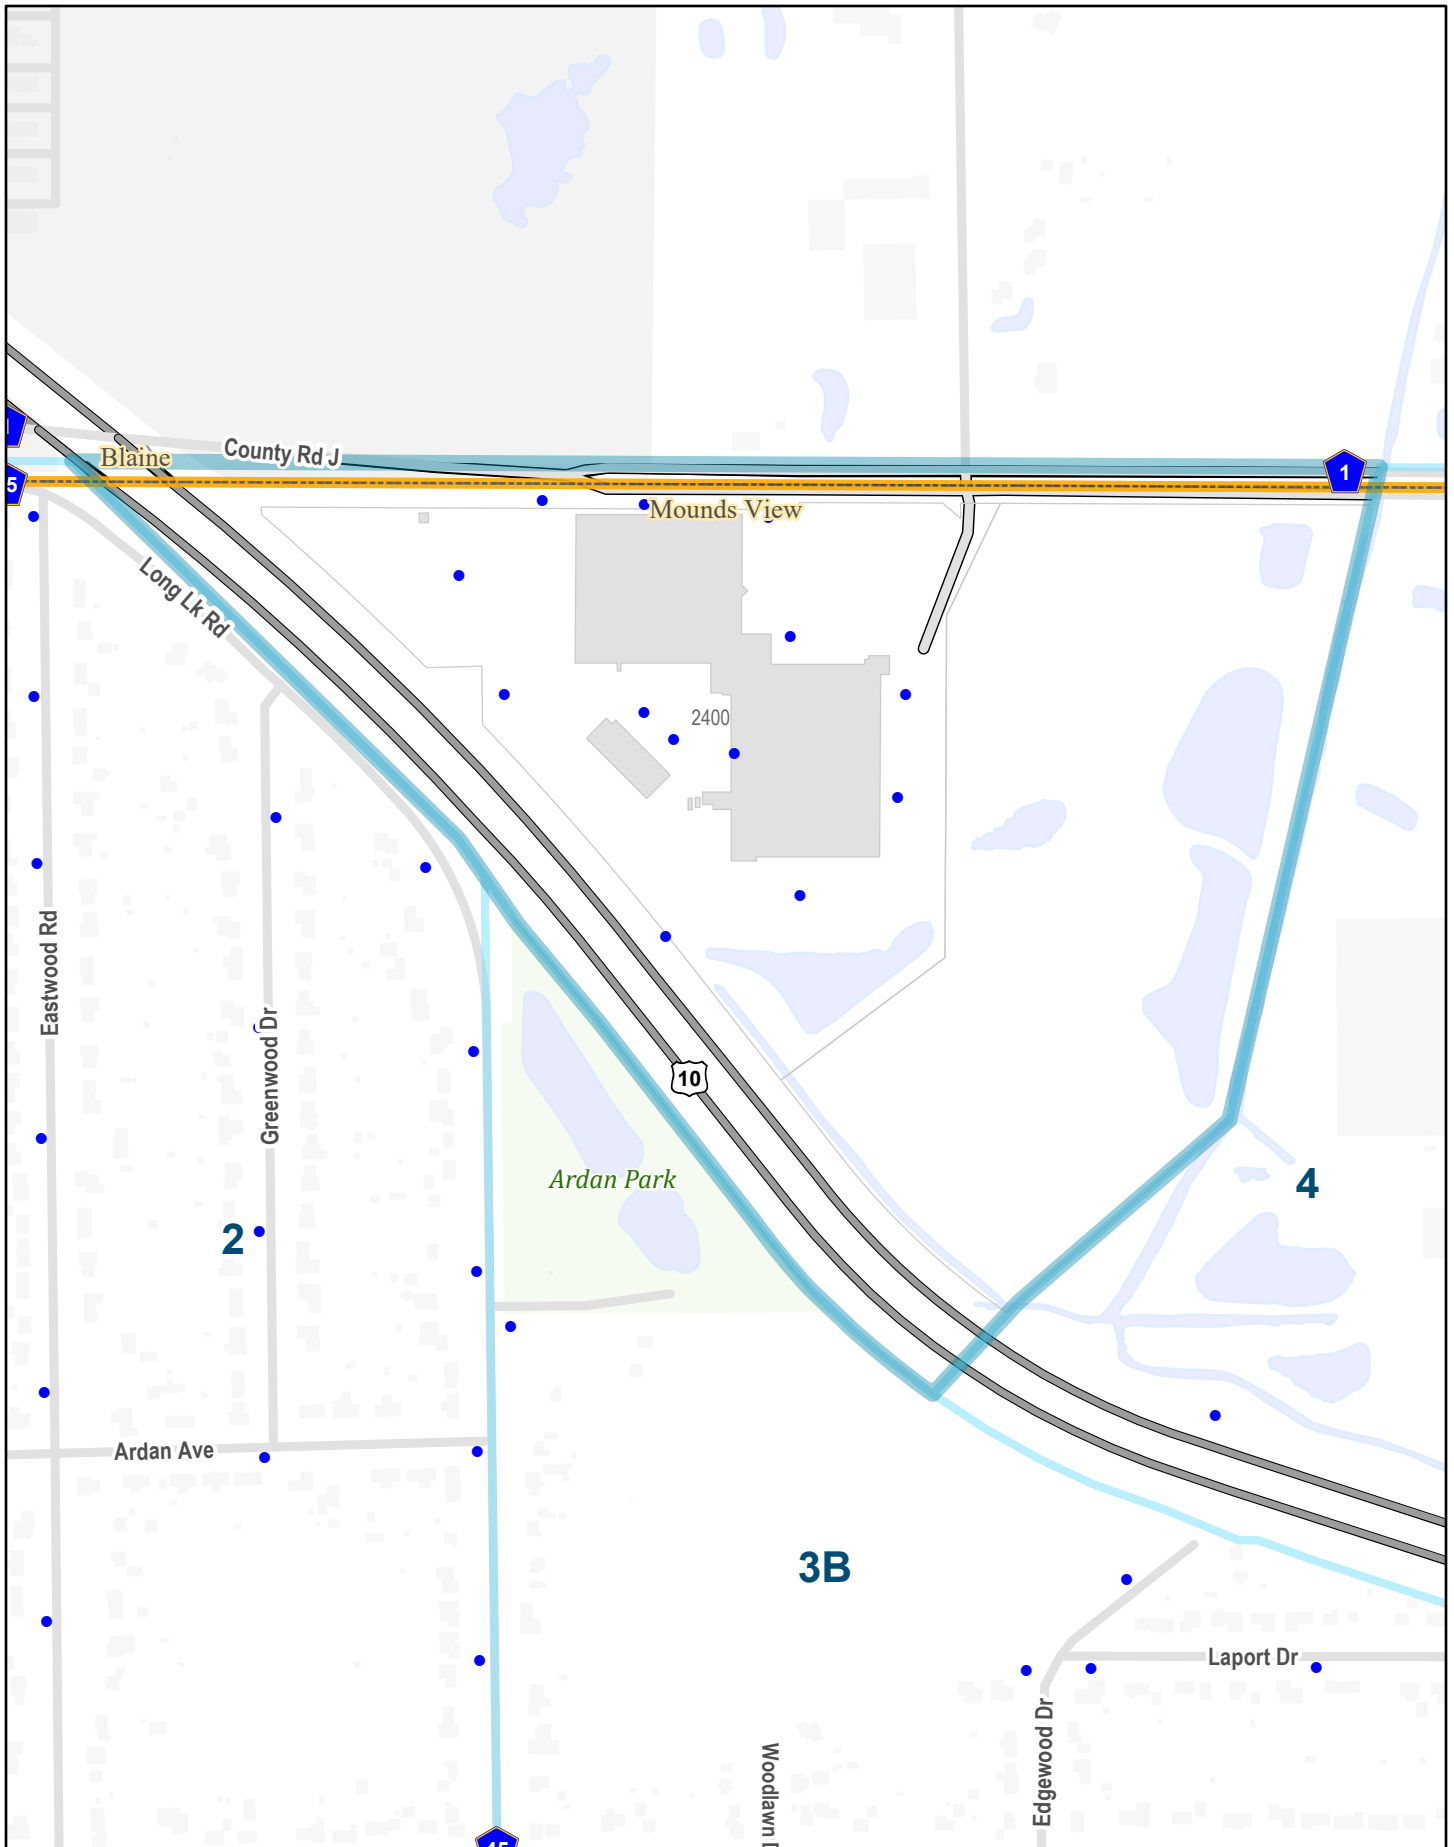 County Rd J
Blaine
1
5
Mounds View
Long Lk Rd
2400
Eastwood Rd
Greenwood Dr
10
Ardan Park
4
2
Ardan Ave
3B
Laport Dr
Edgewood Dr
Woodlawn